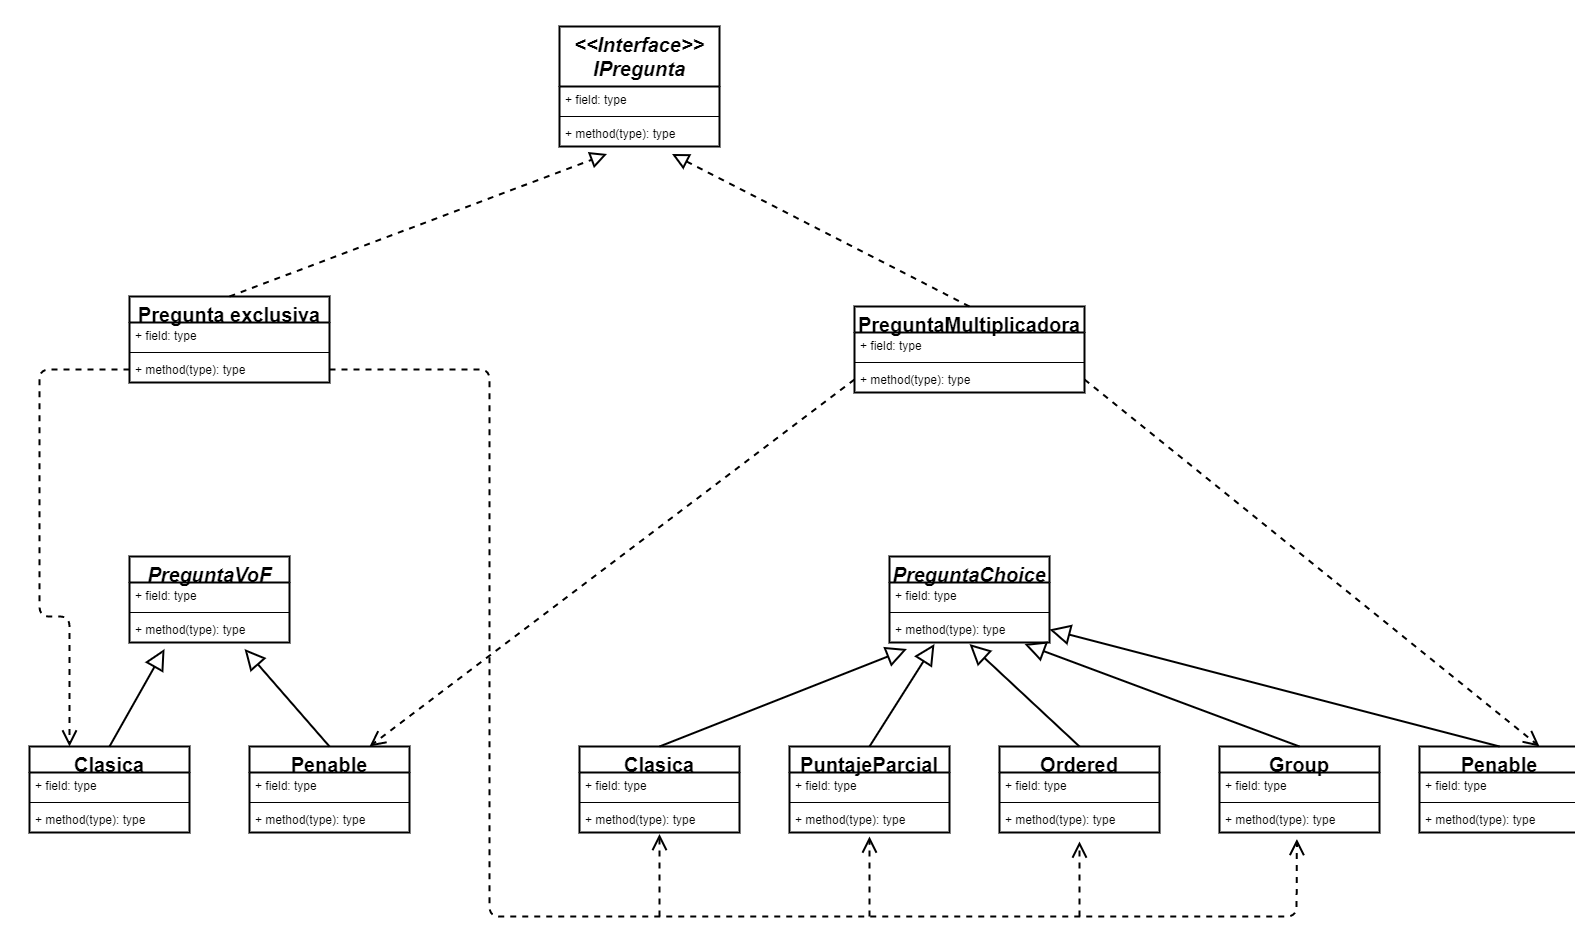 <<Interface>>
IPregunta
+ field: type
+ method(type): type
Pregunta exclusiva
+ field: type
+ method(type): type
PreguntaMultiplicadora
+ field: type
+ method(type): type
PreguntaVoF
+ field: type
+ method(type): type
PreguntaChoice
+ field: type
+ method(type): type
Clasica
+ field: type
+ method(type): type
Penable
+ field: type
+ method(type): type
Clasica
+ field: type
+ method(type): type
PuntajeParcial
+ field: type
+ method(type): type
Ordered
+ field: type
+ method(type): type
Group
+ field: type
+ method(type): type
Penable
+ field: type
+ method(type): type